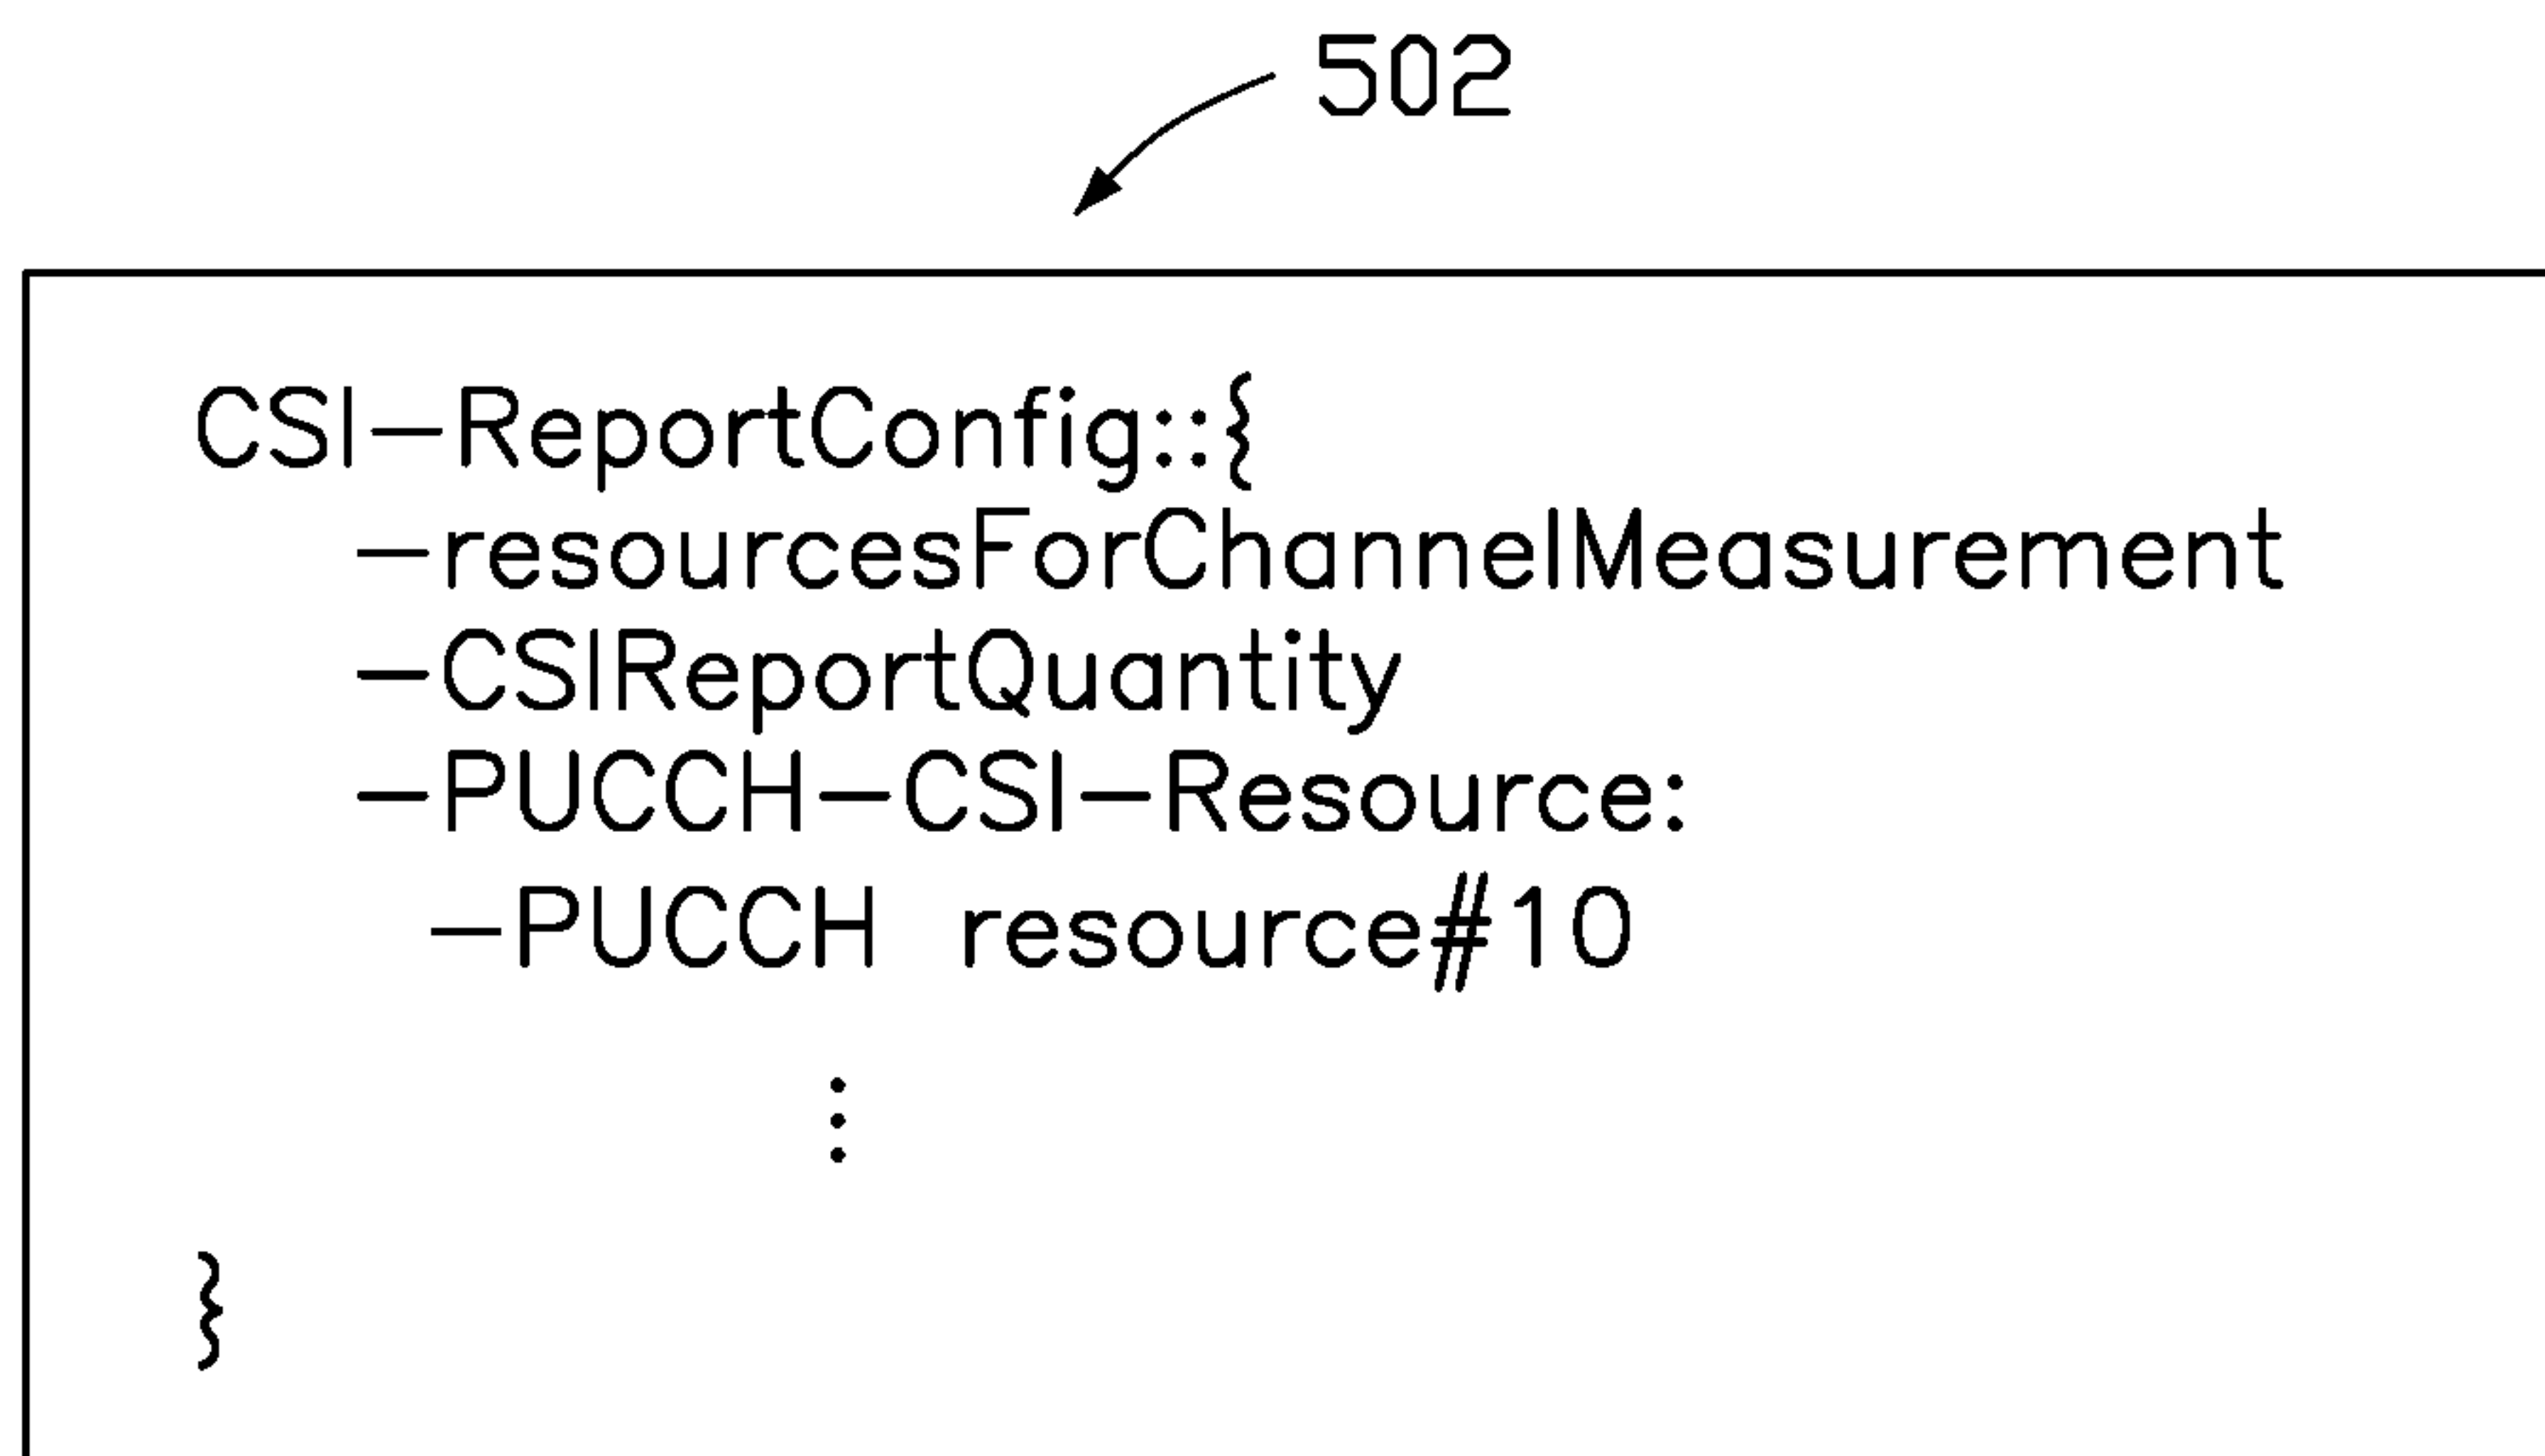 502
CSI-ReportConfig::{
-resourcesForChannelMeasurement
-CSIReportQuantity
-PUCCH-CSI-Resource:
-PUCCH resource#10
⋮
}